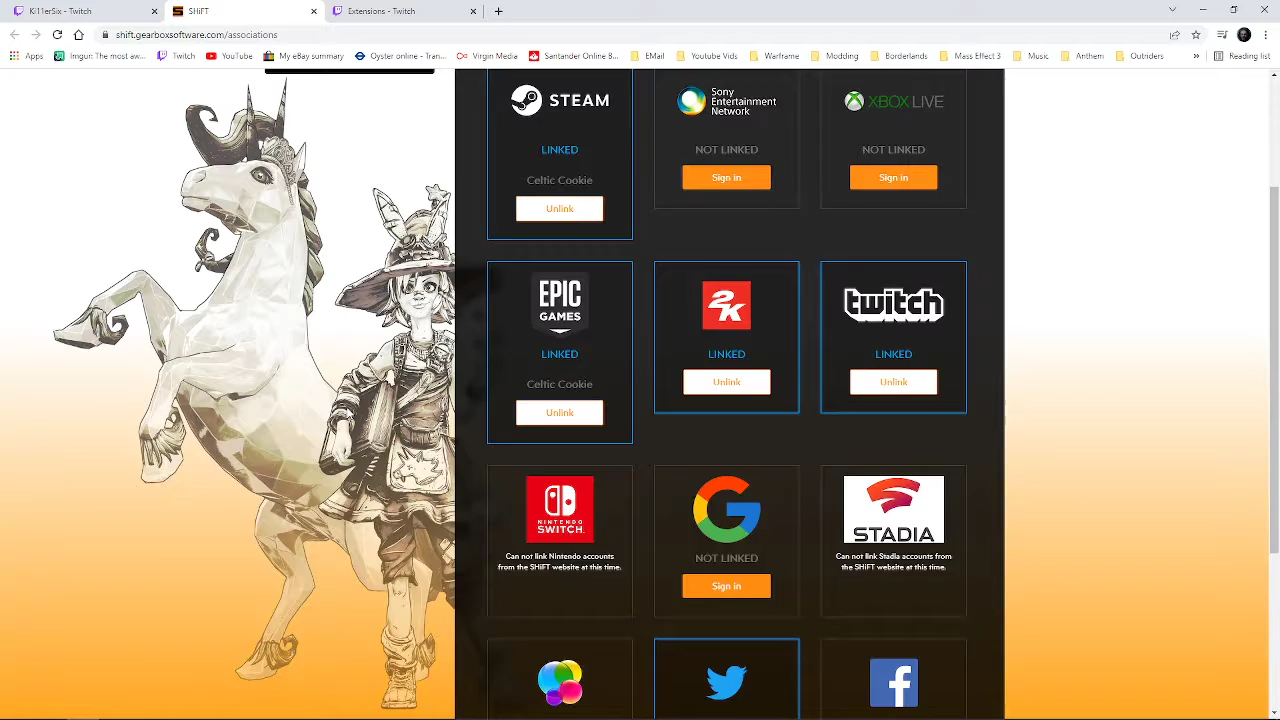 Ki11erSix - Twitch
SHiFT
Extensions - Twitch
shift.gearboxsoftware.com/associations
Apps
Imgur: The most aw...
Twitch
YouTube
My eBay summary
Oyster online - Tran...
Virgin Media
Santander Online B...
EMail
Youtube Vids
Warframe
Modding
Borderlands
Mass Effect 3
Music
Anthem
Outriders
»
Reading list
STEAM
LINKED
Celtic Cookie
Unlink
Sony
Entertainment
Network
NOT LINKED
Sign in
XBOX LIVE
NOT LINKED
Sign in
EPIC
GAMES
LINKED
Celtic Cookie
Unlink
2K
LINKED
Unlink
twitch
LINKED
Unlink
NINTENDO
SWITCH.
Can not link Nintendo accounts
from the SHiFT website at this time.
G
NOT LINKED
Sign in
STADIA
Can not link Stadia accounts from
the SHiFT website at this time.
f